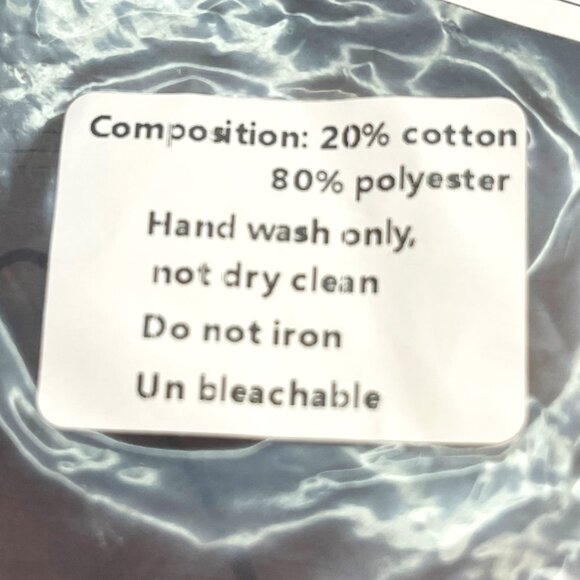 Composition: 20% cotton
80% polyester
Hand wash only,
not dry clean
Do not iron
Un bleachable